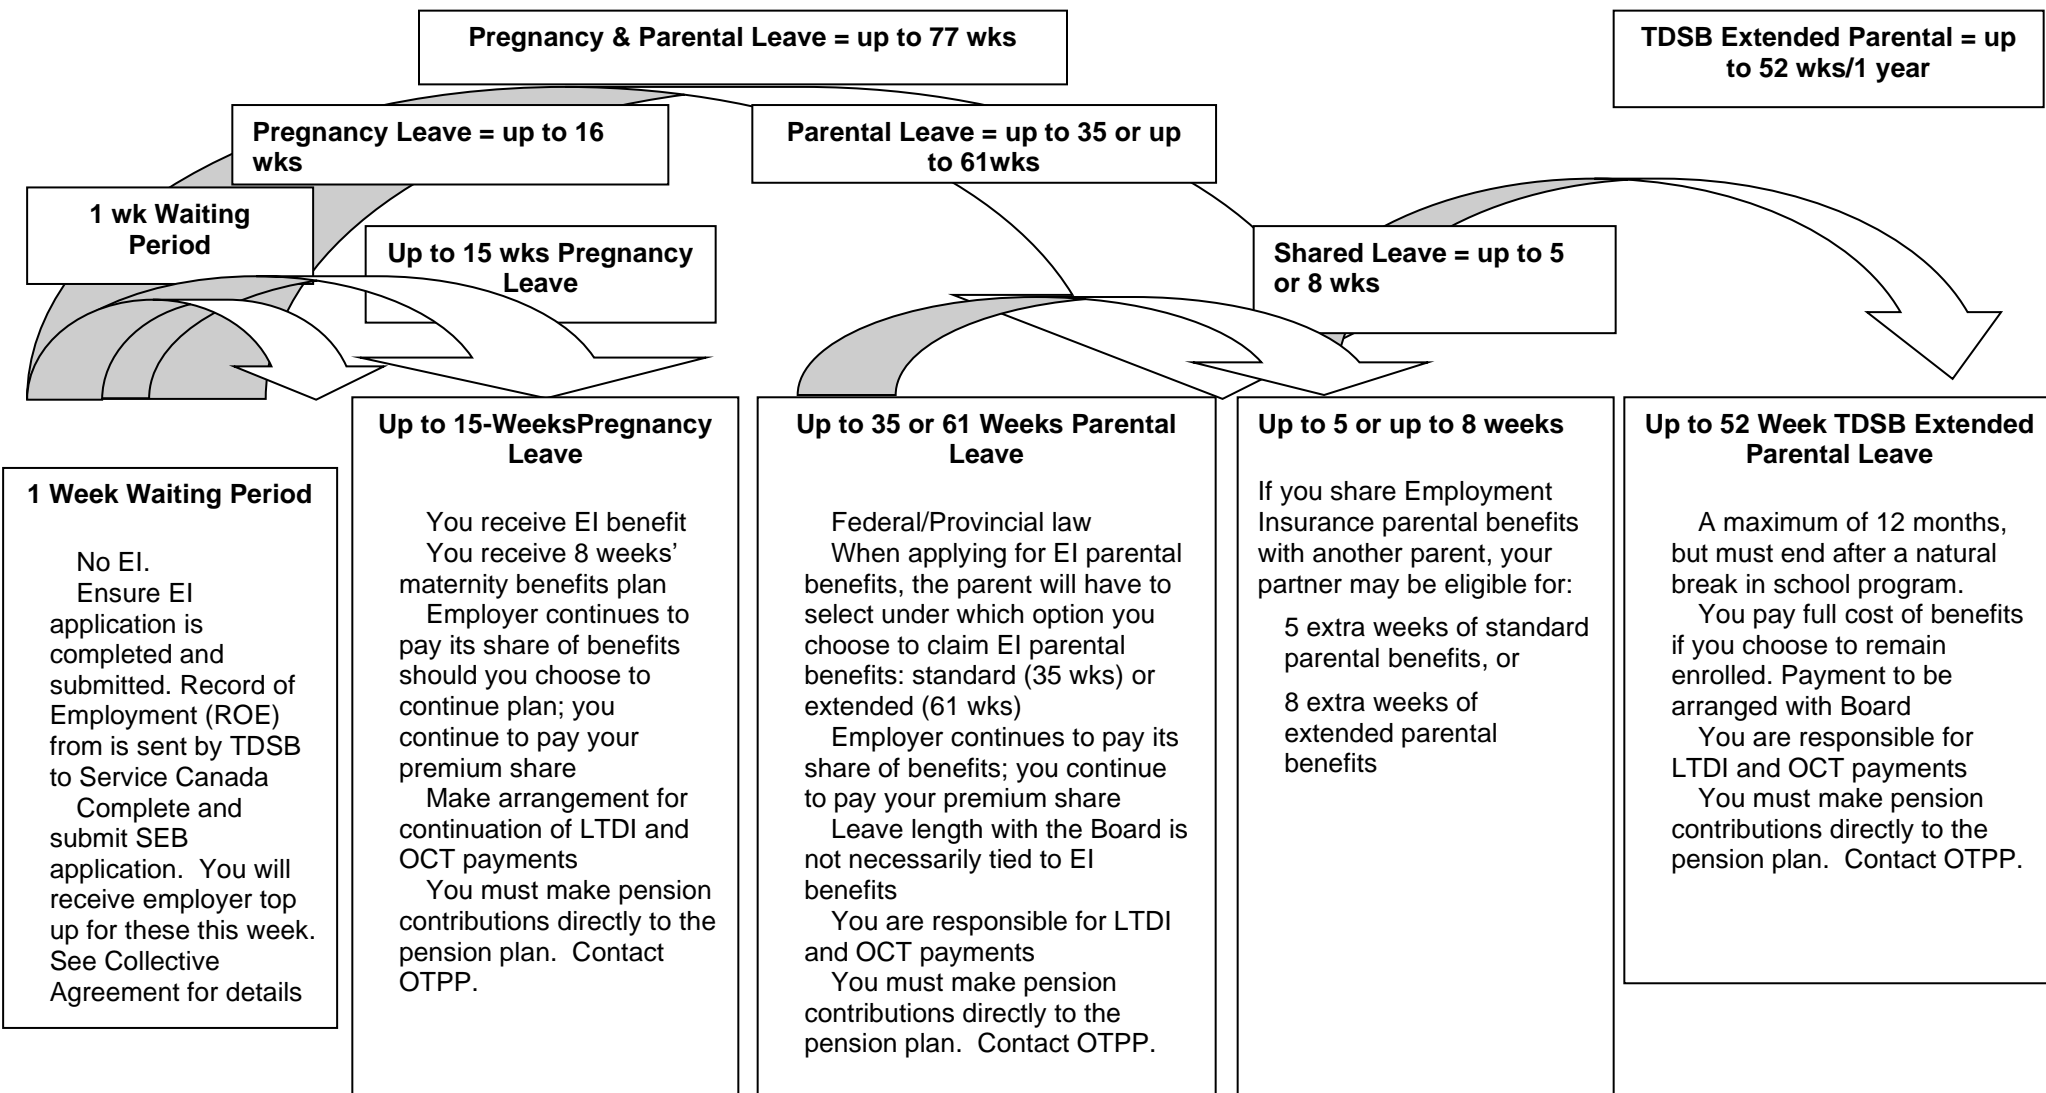 Pregnancy & Parental Leave = up to 77 wks
TDSB Extended Parental = up
to 52 wks/1 year
Pregnancy Leave = up to 16
wks
Parental Leave = up to 35 or up
to 61wks
1 wk Waiting
Period
Up to 15 wks Pregnancy
Leave
Shared Leave = up to 5
or 8 wks
1 Week Waiting Period
No EI.
Ensure EI
application is
completed and
submitted. Record of
Employment (ROE)
from is sent by TDSB
to Service Canada
Complete and
submit SEB
application.  You will
receive employer top
up for these this week.
See Collective
Agreement for details
Up to 15-WeeksPregnancy
Leave
You receive EI benefit
You receive 8 weeks’
maternity benefits plan
Employer continues to
pay its share of benefits
should you choose to
continue plan; you
continue to pay your
premium share
Make arrangement for
continuation of LTDI and
OCT payments
You must make pension
contributions directly to the
pension plan.  Contact
OTPP.
Up to 35 or 61 Weeks Parental
Leave
Federal/Provincial law
When applying for EI parental
benefits, the parent will have to
select under which option you
choose to claim EI parental
benefits: standard (35 wks) or
extended (61 wks)
Employer continues to pay its
share of benefits; you continue
to pay your premium share
Leave length with the Board is
not necessarily tied to EI
benefits
You are responsible for LTDI
and OCT payments
You must make pension
contributions directly to the
pension plan.  Contact OTPP.
Up to 5 or up to 8 weeks
If you share Employment
Insurance parental benefits
with another parent, your
partner may be eligible for:
5 extra weeks of standard
parental benefits, or
8 extra weeks of
extended parental
benefits
Up to 52 Week TDSB Extended
Parental Leave
A maximum of 12 months,
but must end after a natural
break in school program.
You pay full cost of benefits
if you choose to remain
enrolled. Payment to be
arranged with Board
You are responsible for
LTDI and OCT payments
You must make pension
contributions directly to the
pension plan.  Contact OTPP.